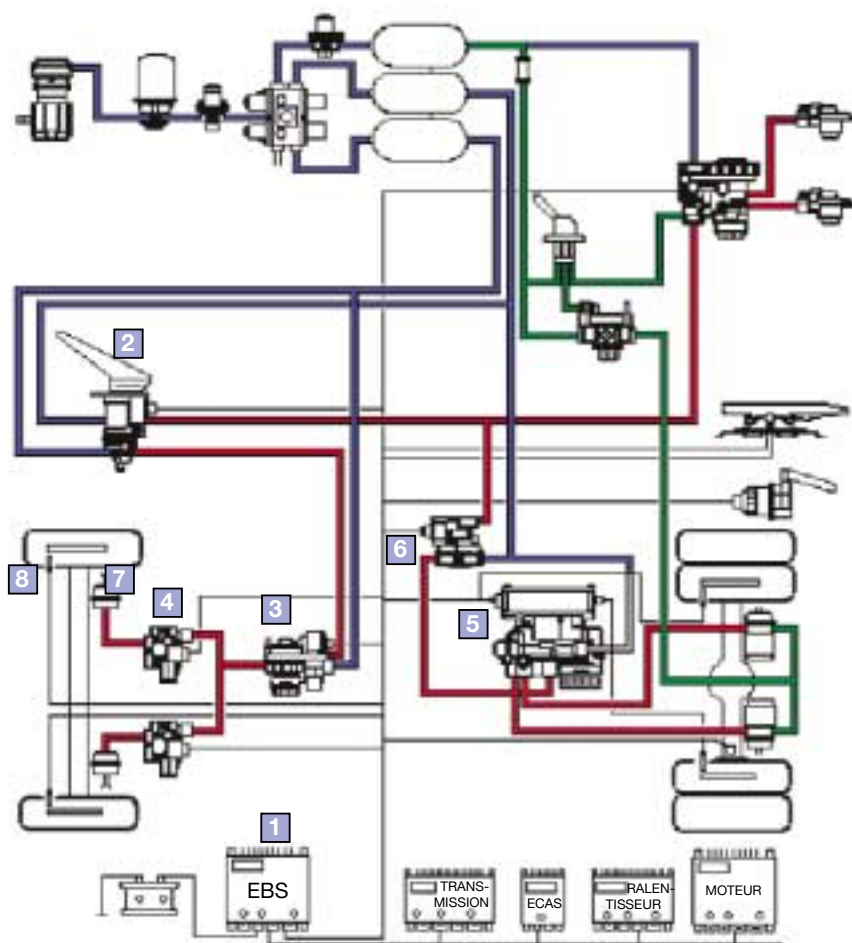 2
6
8
7
4
3
5
1
EBS
TRANS-
MISSION
ECAS
RALEN-
TISSEUR
MOTEUR